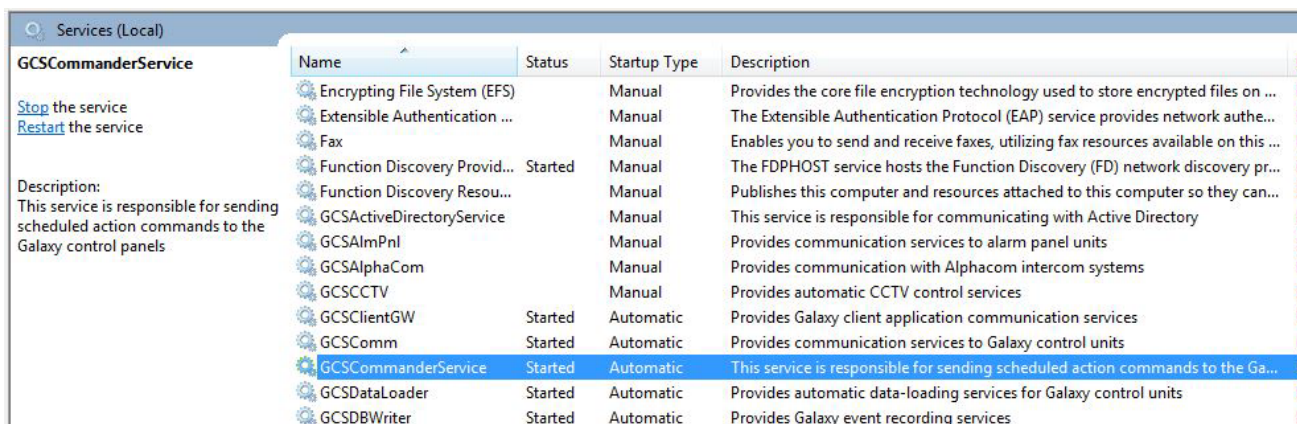 Services (Local)
GCSCommanderService
Stop the service
Restart the service
Description:
This service is responsible for sending
scheduled action commands to the
Galaxy control panels
Name Status Startup Type Description
Encrypting File System (EFS) Manual Provides the core file encryption technology used to store encrypted files on ...
Extensible Authentication ... Manual The Extensible Authentication Protocol (EAP) service provides network authe...
Fax Manual Enables you to send and receive faxes, utilizing fax resources available on this ...
Function Discovery Provid... Started Manual The FDPHOST service hosts the Function Discovery (FD) network discovery pr...
Function Discovery Resou... Manual Publishes this computer and resources attached to this computer so they can...
GCSActiveDirectoryService Manual This service is responsible for communicating with Active Directory
GCSAlmPnl Manual Provides communication services to alarm panel units
GCSAlphaCom Manual Provides communication with Alphacom intercom systems
GCSCCTV Manual Provides automatic CCTV control services
GCSClientGW Started Automatic Provides Galaxy client application communication services
GCSComm Started Automatic Provides communication services to Galaxy control units
GCSCommanderService Started Automatic This service is responsible for sending scheduled action commands to the Ga...
GCSDataLoader Started Automatic Provides automatic data-loading services for Galaxy control units
GCSDBWriter Started Automatic Provides Galaxy event recording services